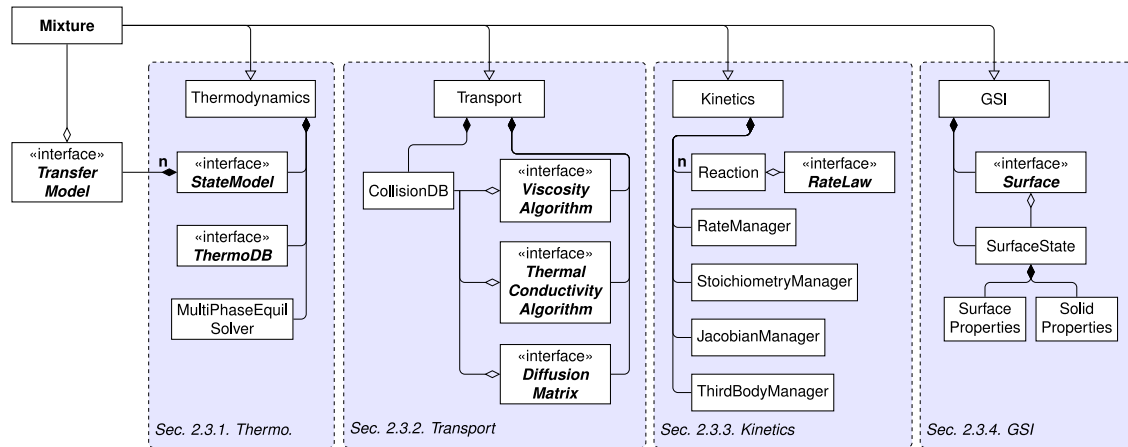 Mixture
«interface»
Transfer
Model
n
Thermodynamics
«interface»
StateModel
«interface»
ThermoDB
MultiPhaseEquil
Solver
Sec. 2.3.1. Thermo.
Transport
CollisionDB
«interface»
Viscosity
Algorithm
«interface»
Thermal
Conductivity
Algorithm
«interface»
Diffusion
Matrix
Sec. 2.3.2. Transport
Kinetics
n
Reaction
«interface»
RateLaw
RateManager
StoichiometryManager
JacobianManager
ThirdBodyManager
Sec. 2.3.3. Kinetics
GSI
«interface»
Surface
SurfaceState
Surface
Properties
Solid
Properties
Sec. 2.3.4. GSI